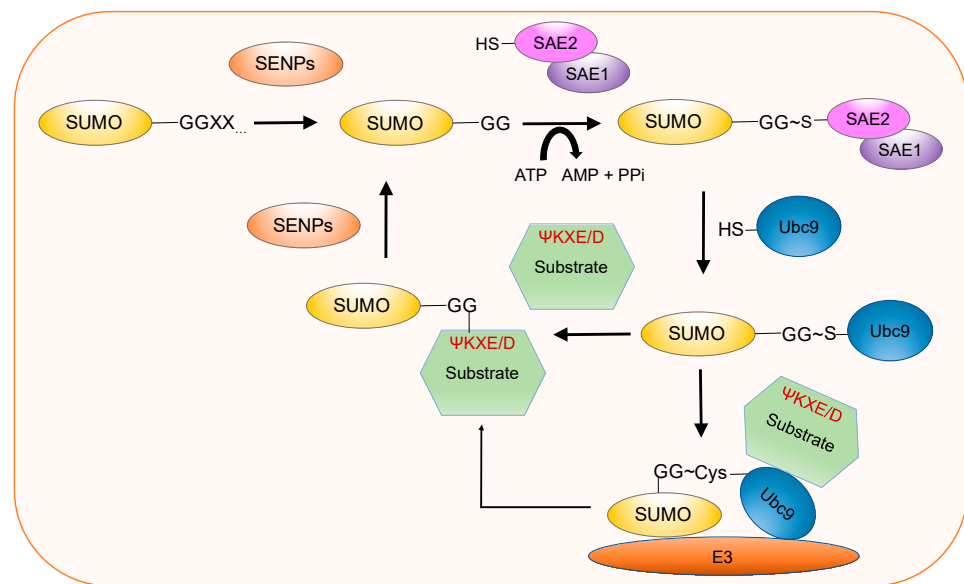 SENPs
HS
SAE2
SAE1
SUMO
GGXX...
SUMO
GG
SUMO
GG~S
SAE2
SAE1
ATP
AMP + PPi
SENPs
ΨKXE/D
Substrate
HS
Ubc9
SUMO
GG
ΨKXE/D
Substrate
SUMO
GG~S
Ubc9
ΨKXE/D
Substrate
GG~Cys
Ubc9
SUMO
E3